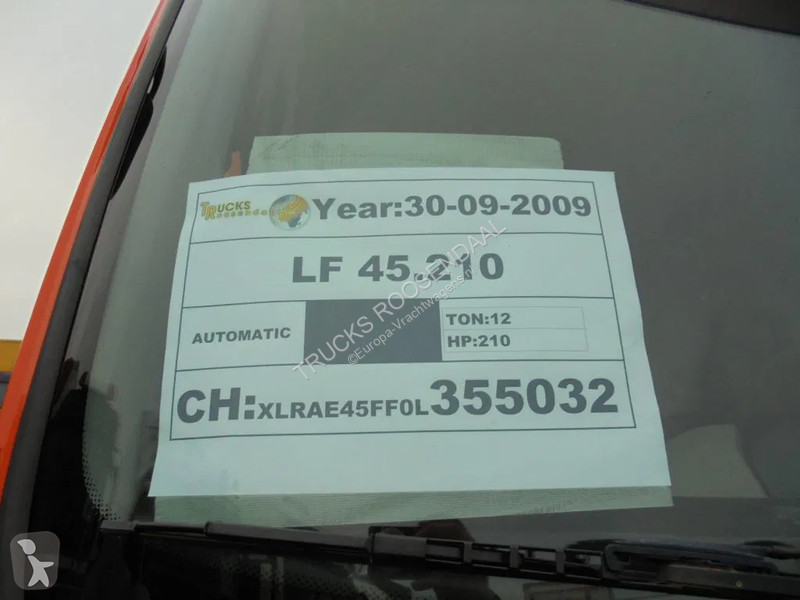 TRUCKS
Roosendaal Year:30-09-2009
LF 45.210
AUTOMATIC
TON:12
HP:210
CH:XLRAE45FF0L355032
TRUCKS ROOSENDAAL
©Europa-Vrachtwagens.nl